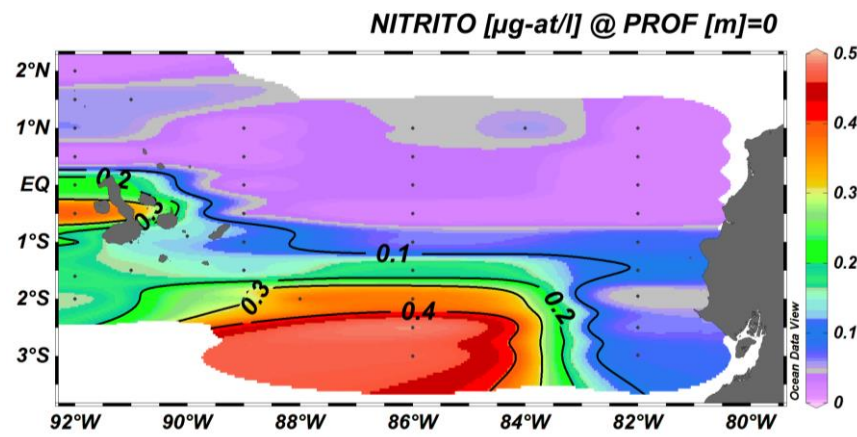 NITRITO [µg-at/l] @ PROF [m]=0
2°N
1°N
EQ
1°S
2°S
3°S
0.2
0.3
0.1
0.3
0.4
0.2
92°W
90°W
88°W
86°W
84°W
82°W
80°W
Ocean Data View
0.5
0.4
0.3
0.2
0.1
0